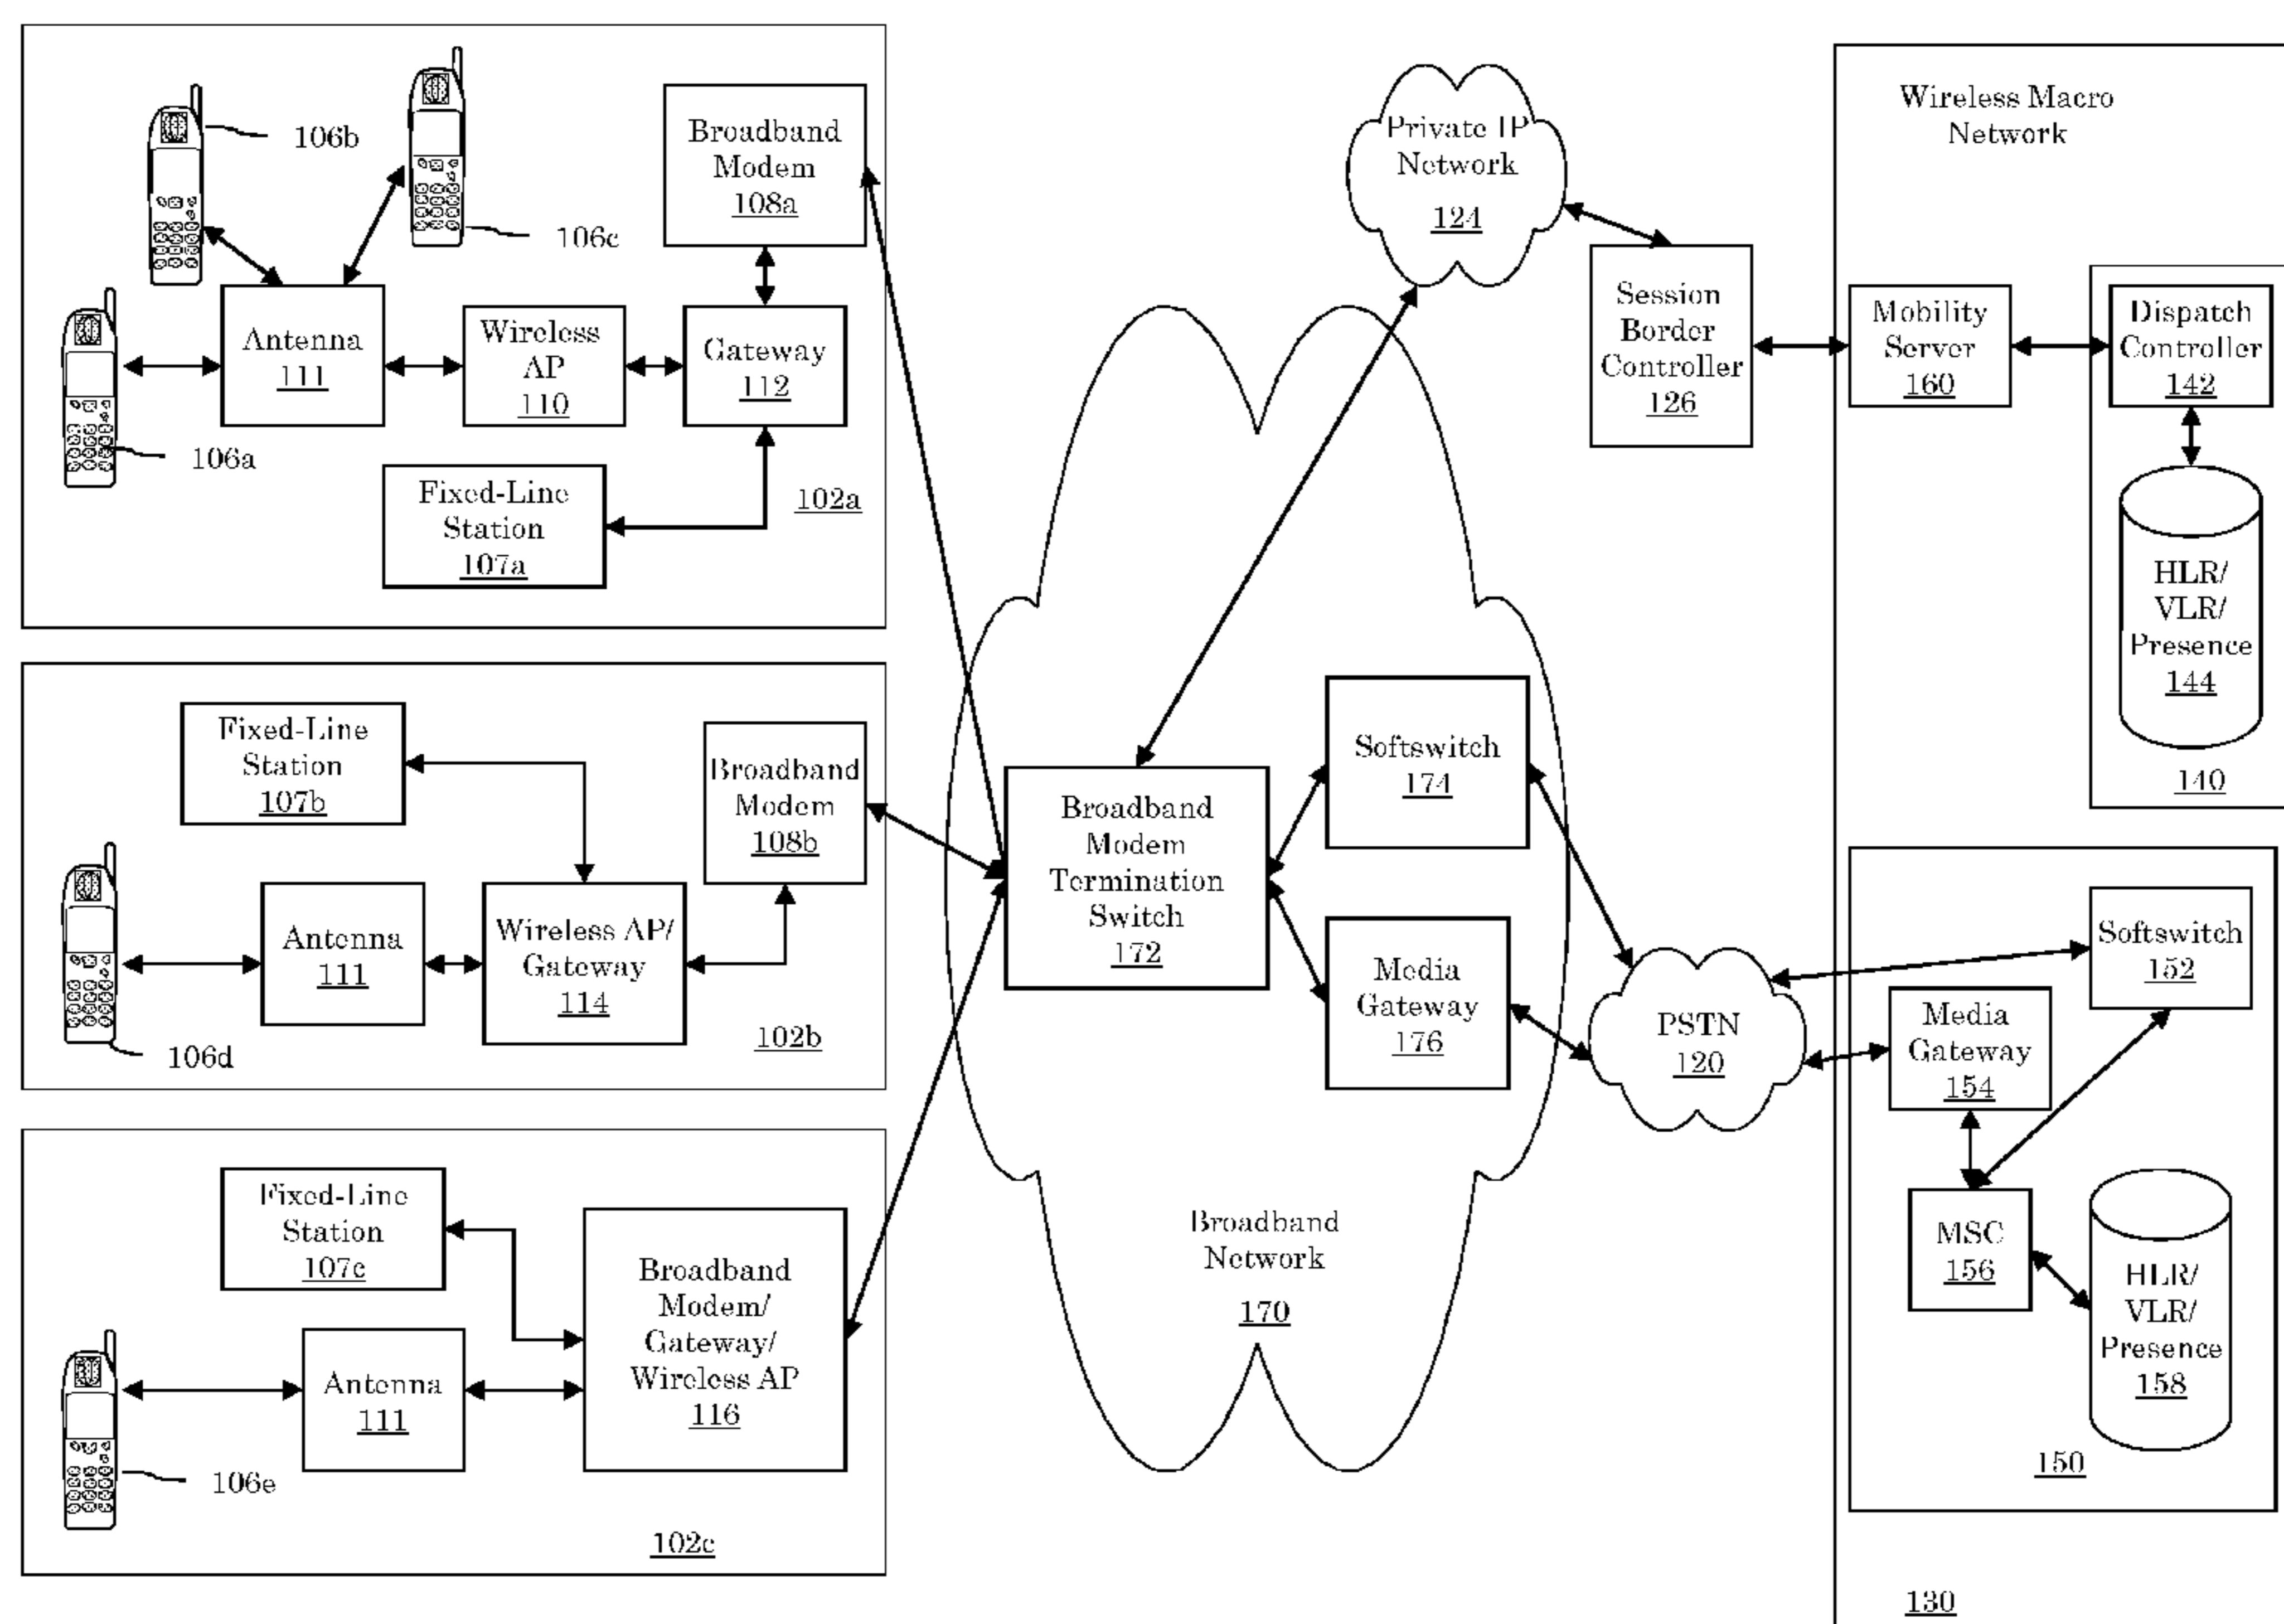 106b
106c
106a
Broadband
Modem
108a
Antenna
111
Wireless
AP
110
Gateway
112
Fixed-Line
Station
107a
102a
Fixed-Line
Station
107b
Broadband
Modem
108b
Antenna
111
Wireless AP/
Gateway
114
106d
102b
Fixed-Line
Station
107c
Broadband
Modem/
Gateway/
Wireless AP
116
Antenna
111
106e
102c
Private IP
Network
124
Session
Border
Controller
126
Broadband
Modem
Termination
Switch
172
Softswitch
174
Media
Gateway
176
Broadband
Network
170
PSTN
120
Wireless Macro
Network
Mobility
Server
160
Dispatch
Controller
142
HLR/
VLR/
Presence
144
140
Softswitch
152
Media
Gateway
154
MSC
156
HLR/
VLR/
Presence
158
150
130